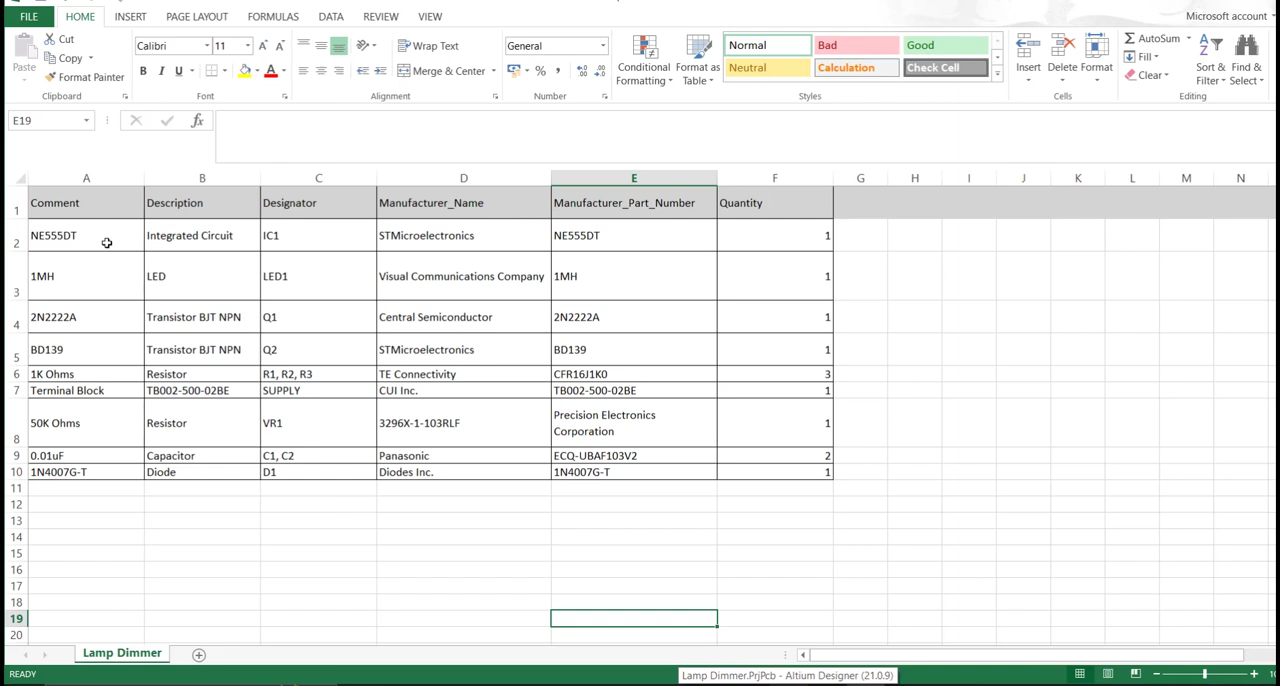 FILE HOME INSERT PAGE LAYOUT FORMULAS DATA REVIEW VIEW Microsoft account
Paste Cut Copy Format Painter
Calibri 11
B I U A
Wrap Text
Merge & Center
General
% ,
Conditional Formatting Format as Table
Normal Bad Good
Neutral Calculation Check Cell
Insert Delete Format
AutoSum Fill Clear
Sort & Filter Find & Select
Clipboard Font Alignment Number Styles Cells Editing
E19 fx
A B C D E F G H I J K L M N
1 Comment Description Designator Manufacturer_Name Manufacturer_Part_Number Quantity
2 NE555DT Integrated Circuit IC1 STMicroelectronics NE555DT 1
3 1MH LED LED1 Visual Communications Company 1MH 1
4 2N2222A Transistor BJT NPN Q1 Central Semiconductor 2N2222A 1
5 BD139 Transistor BJT NPN Q2 STMicroelectronics BD139 1
6 1K Ohms Resistor R1, R2, R3 TE Connectivity CFR16J1K0 3
7 Terminal Block TB002-500-02BE SUPPLY CUI Inc. TB002-500-02BE 1
8 50K Ohms Resistor VR1 3296X-1-103RLF Precision Electronics Corporation 1
9 0.01uF Capacitor C1, C2 Panasonic ECQ-UBAF103V2 2
10 1N4007G-T Diode D1 Diodes Inc. 1N4007G-T 1
11
12
13
14
15
16
17
18
19
20
Lamp Dimmer
READY
Lamp Dimmer.PrjPcb - Altium Designer (21.0.9)